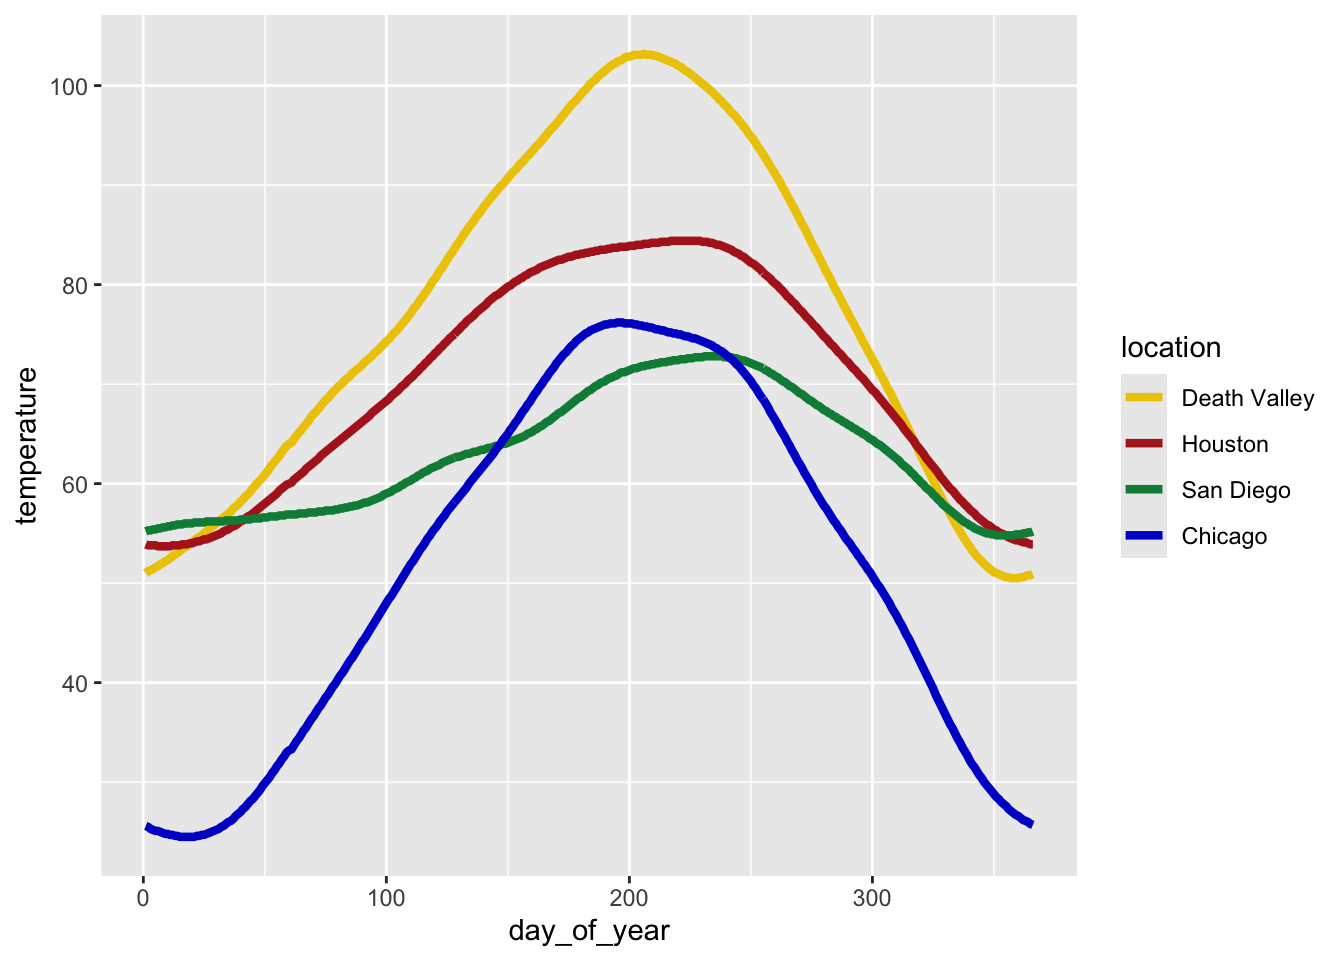 temperature
100
80
60
40
0
100
200
300
day_of_year
location
Death Valley
Houston
San Diego
Chicago